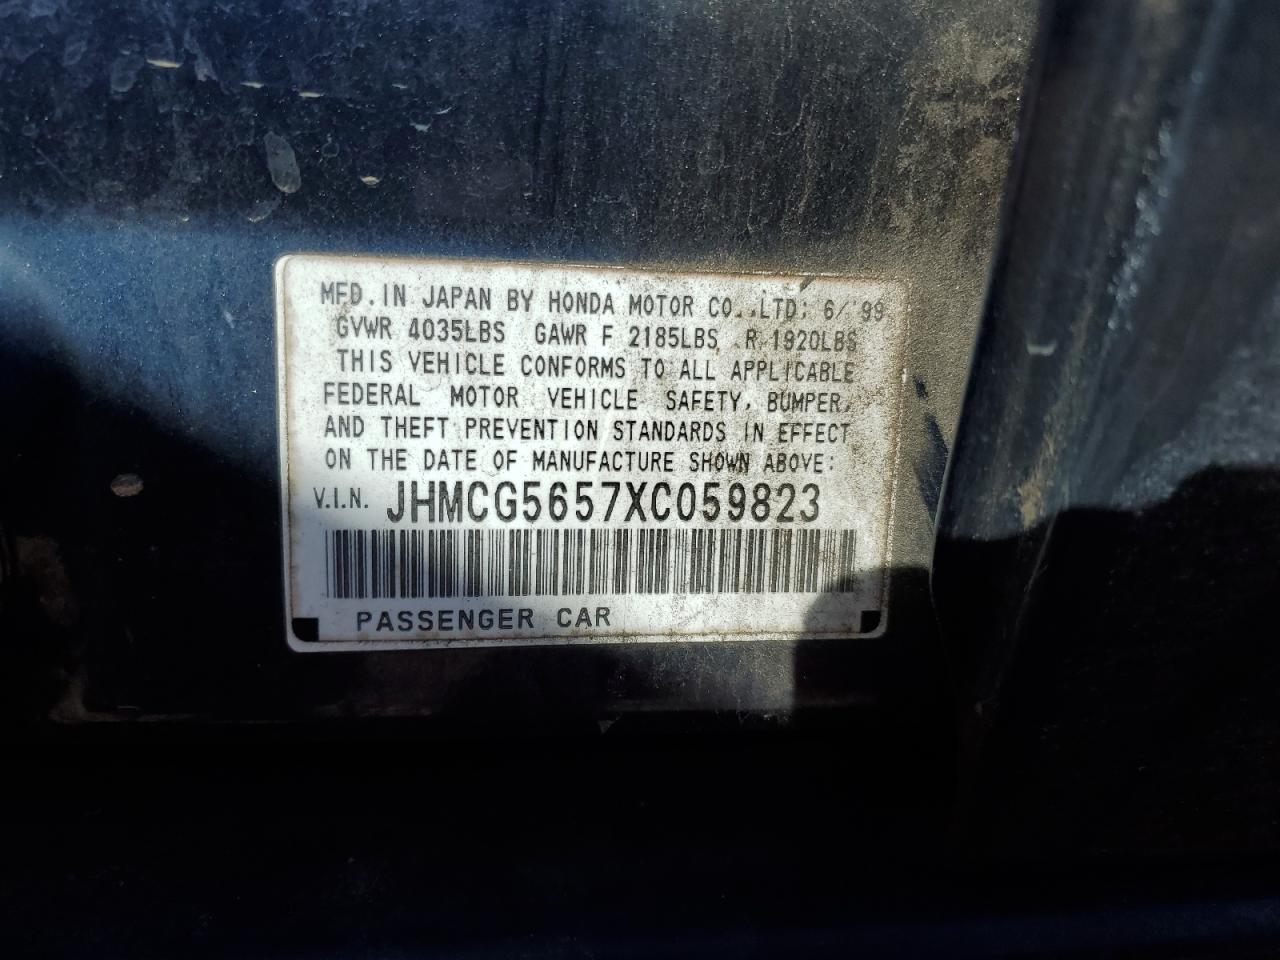 MFD. IN JAPAN BY HONDA MOTOR CO., LTD: 6/'99
GVWR 4035LBS GAWR F 2185LBS R 1920LBS
THIS VEHICLE CONFORMS TO ALL APPLICABLE
FEDERAL MOTOR VEHICLE SAFETY, BUMPER,
AND THEFT PREVENTION STANDARDS IN EFFECT
ON THE DATE OF MANUFACTURE SHOWN ABOVE:
V.I.N. JHMCG5657XC059823
PASSENGER CAR